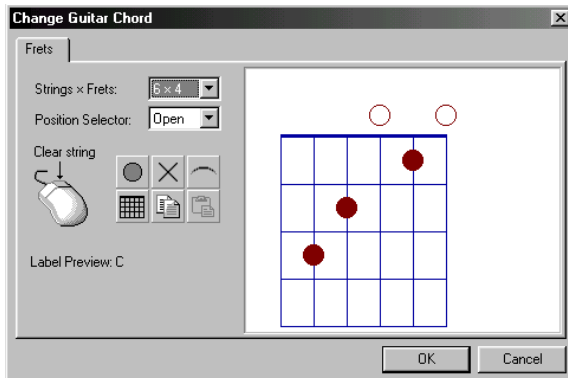 Change Guitar Chord
Frets
Strings × Frets: 6 × 4
Position Selector: Open
Clear string
Label Preview: C
OK Cancel